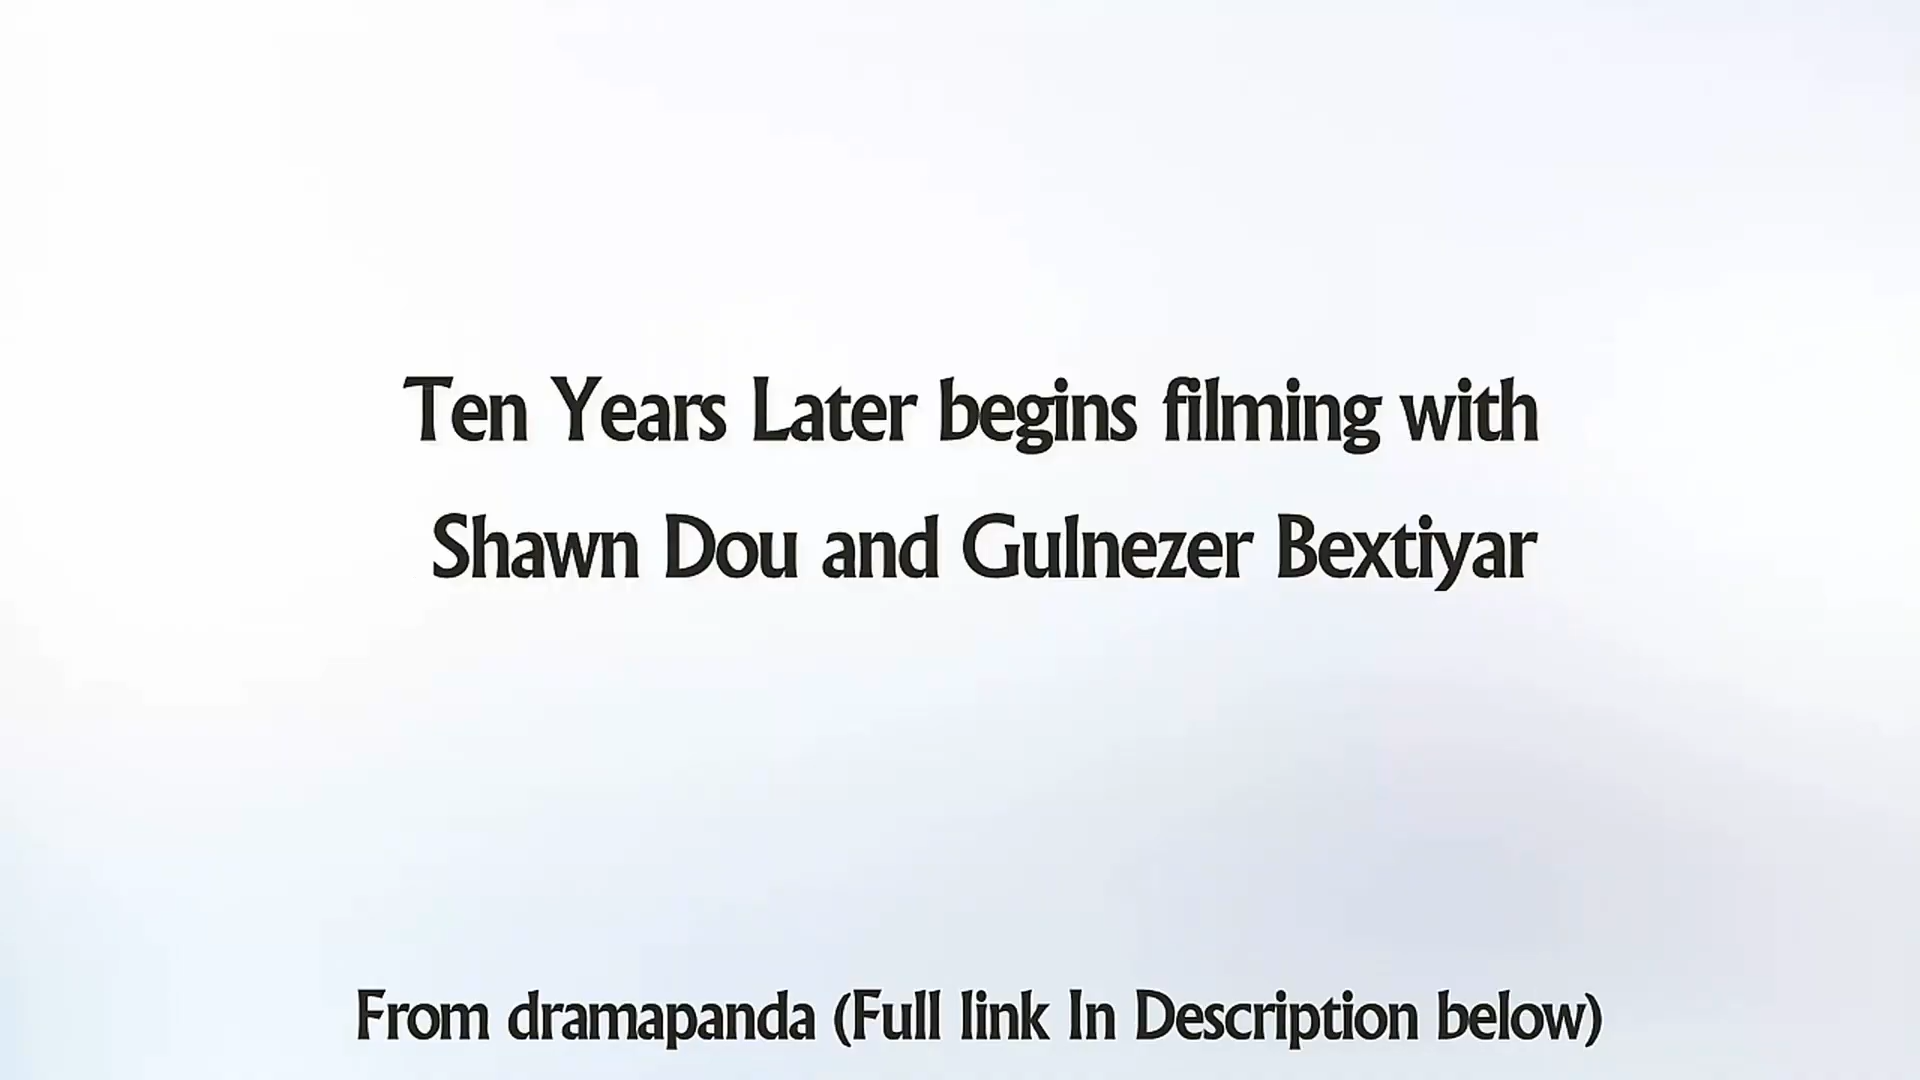 Ten Years Later begins filming with
Shawn Dou and Gulnezer Bextiyar
From dramapanda (Full link In Description below)